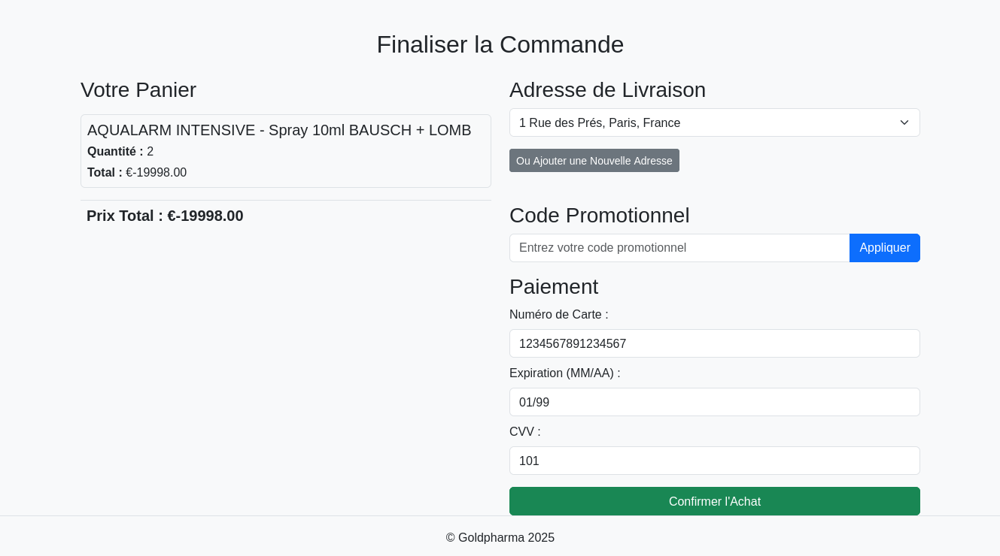 Finaliser la Commande
Votre Panier
AQUALARM INTENSIVE - Spray 10ml BAUSCH + LOMB
Quantité : 2
Total : €-19998.00
Prix Total : €-19998.00
Adresse de Livraison
1 Rue des Prés, Paris, France
Ou Ajouter une Nouvelle Adresse
Code Promotionnel
Entrez votre code promotionnel
Appliquer
Paiement
Numéro de Carte :
1234567891234567
Expiration (MM/AA) :
01/99
CVV :
101
Confirmer l'Achat
© Goldpharma 2025